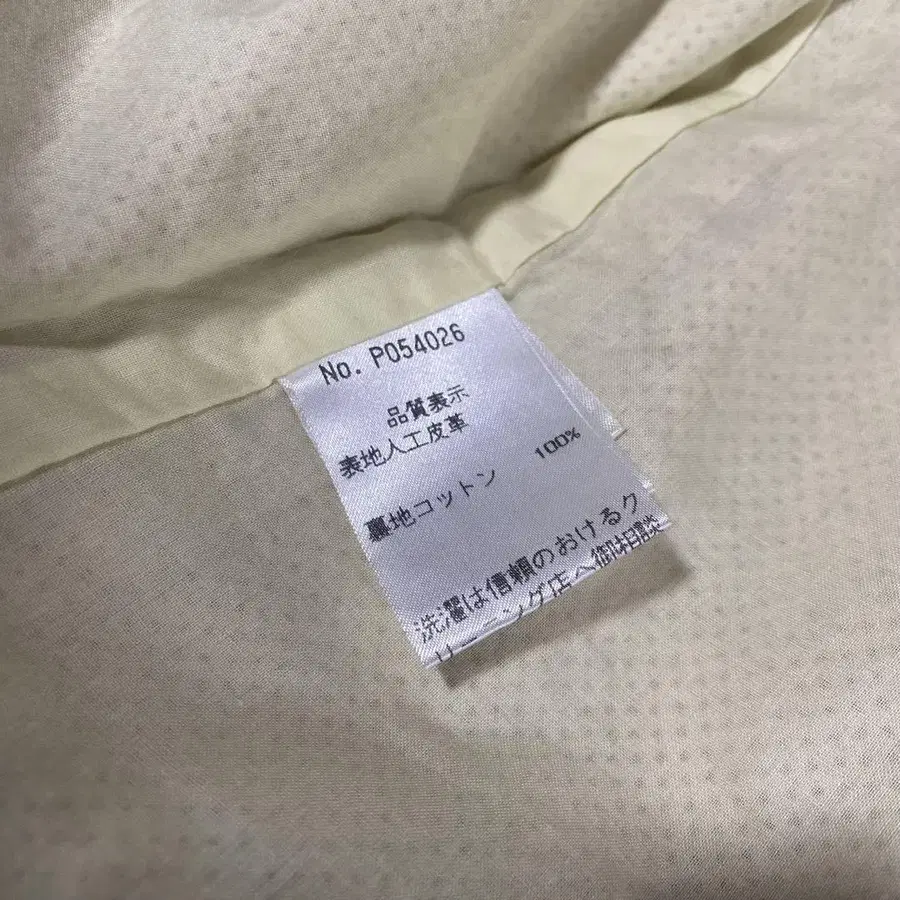 No. P054026
品質表示
表地人工皮革
裏地コットン 100%
洗濯は信頼のおけるク
リーニング店へ御相談